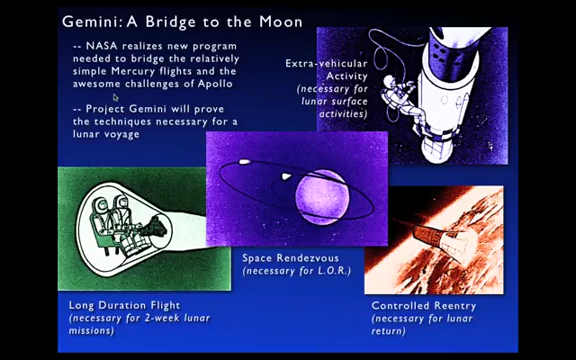 Gemini: A Bridge to the Moon
-- NASA realizes new program
needed to bridge the relatively
simple Mercury flights and the
awesome challenges of Apollo
-- Project Gemini will prove
the techniques necessary for a
lunar voyage
Extra-vehicular
Activity
(necessary for
lunar surface
activities)
Space Rendezvous
(necessary for L.O.R.)
Long Duration Flight
(necessary for 2-week lunar
missions)
Controlled Reentry
(necessary for lunar
return)